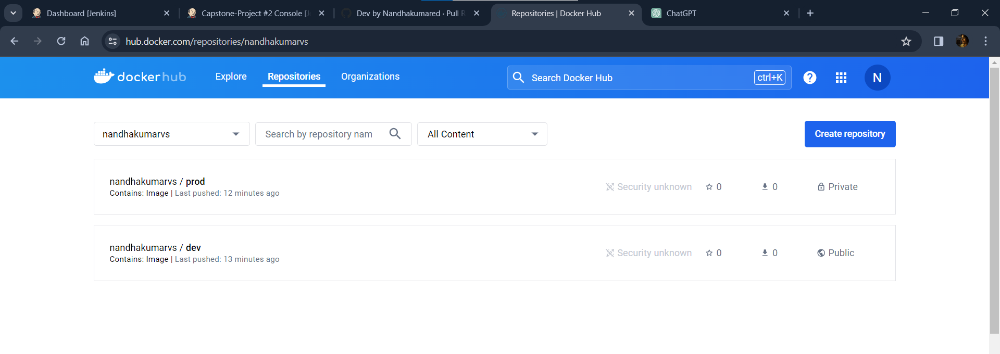 Dashboard [Jenkins]
Capstone-Project #2 Console [J
Dev by Nandhakumared · Pull R
Repositories | Docker Hub
ChatGPT
hub.docker.com/repositories/nandhakumarvs
dockerhub
Explore
Repositories
Organizations
Search Docker Hub
ctrl+K
?
N
nandhakumarvs
Search by repository nam
All Content
Create repository
nandhakumarvs / prod
Contains: Image | Last pushed: 12 minutes ago
Security unknown
0
0
Private
nandhakumarvs / dev
Contains: Image | Last pushed: 13 minutes ago
Security unknown
0
0
Public